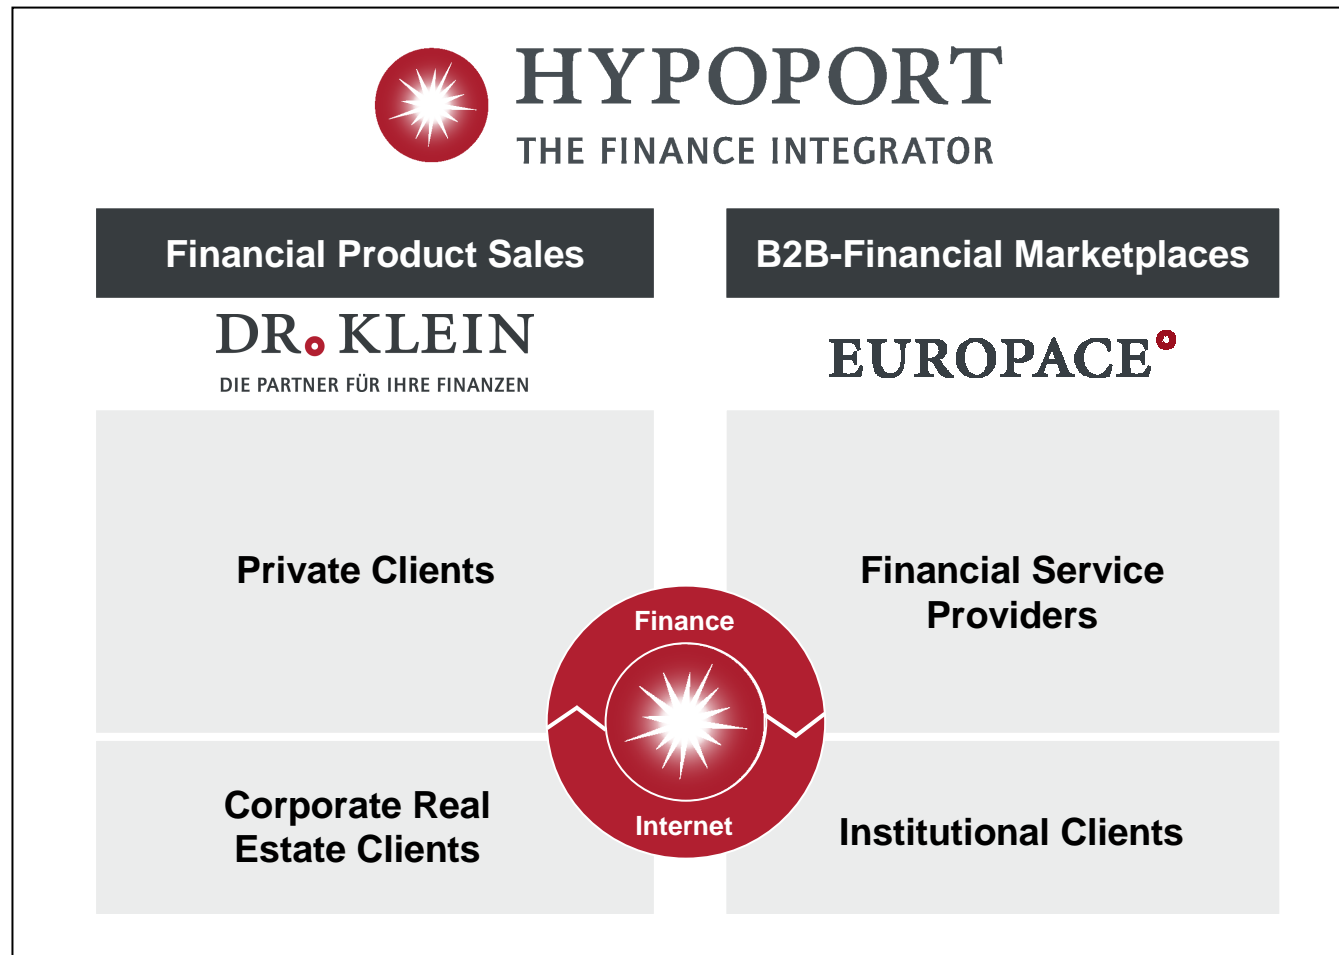 HYPOPORT
THE FINANCE INTEGRATOR
Financial Product Sales
B2B-Financial Marketplaces
DR. KLEIN
DIE PARTNER FÜR IHRE FINANZEN
EUROPACE
Private Clients
Financial Service
Providers
Finance
Internet
Corporate Real
Estate Clients
Institutional Clients